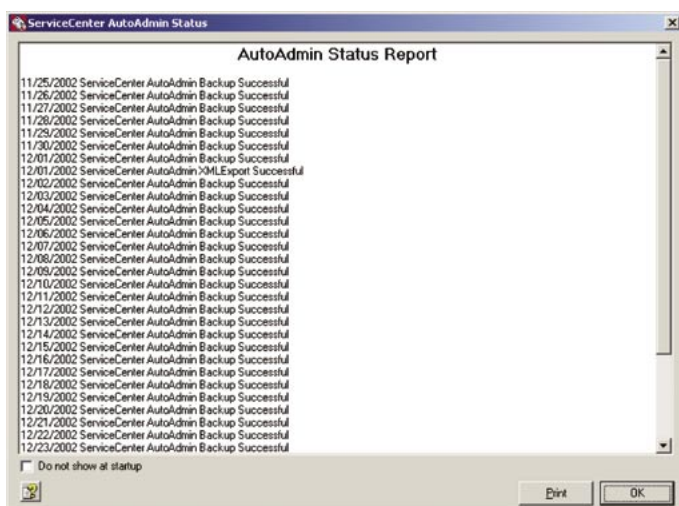 ServiceCenter AutoAdmin Status
AutoAdmin Status Report
11/25/2002 ServiceCenter AutoAdmin Backup Successful
11/26/2002 ServiceCenter AutoAdmin Backup Successful
11/27/2002 ServiceCenter AutoAdmin Backup Successful
11/28/2002 ServiceCenter AutoAdmin Backup Successful
11/29/2002 ServiceCenter AutoAdmin Backup Successful
11/30/2002 ServiceCenter AutoAdmin Backup Successful
12/01/2002 ServiceCenter AutoAdmin Backup Successful
12/01/2002 ServiceCenter AutoAdmin XMLExport Successful
12/02/2002 ServiceCenter AutoAdmin Backup Successful
12/03/2002 ServiceCenter AutoAdmin Backup Successful
12/04/2002 ServiceCenter AutoAdmin Backup Successful
12/05/2002 ServiceCenter AutoAdmin Backup Successful
12/06/2002 ServiceCenter AutoAdmin Backup Successful
12/07/2002 ServiceCenter AutoAdmin Backup Successful
12/08/2002 ServiceCenter AutoAdmin Backup Successful
12/09/2002 ServiceCenter AutoAdmin Backup Successful
12/10/2002 ServiceCenter AutoAdmin Backup Successful
12/11/2002 ServiceCenter AutoAdmin Backup Successful
12/12/2002 ServiceCenter AutoAdmin Backup Successful
12/13/2002 ServiceCenter AutoAdmin Backup Successful
12/14/2002 ServiceCenter AutoAdmin Backup Successful
12/15/2002 ServiceCenter AutoAdmin Backup Successful
12/16/2002 ServiceCenter AutoAdmin Backup Successful
12/17/2002 ServiceCenter AutoAdmin Backup Successful
12/18/2002 ServiceCenter AutoAdmin Backup Successful
12/19/2002 ServiceCenter AutoAdmin Backup Successful
12/20/2002 ServiceCenter AutoAdmin Backup Successful
12/21/2002 ServiceCenter AutoAdmin Backup Successful
12/22/2002 ServiceCenter AutoAdmin Backup Successful
12/23/2002 ServiceCenter AutoAdmin Backup Successful
Do not show at startup
Print
OK